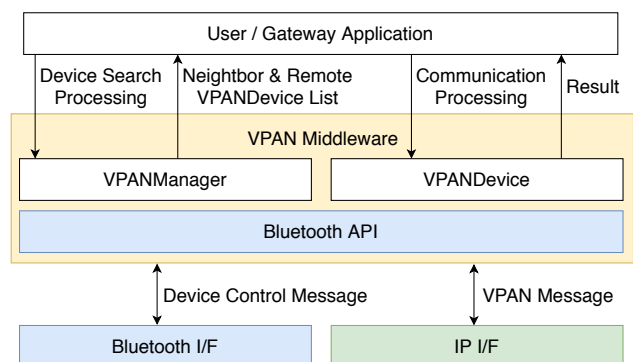 User / Gateway Application
Device Search
Processing
Neighbor & Remote
VPANDevice List
Communication
Processing
Result
VPAN Middleware
VPANManager
VPANDevice
Bluetooth API
Device Control Message
VPAN Message
Bluetooth I/F
IP I/F